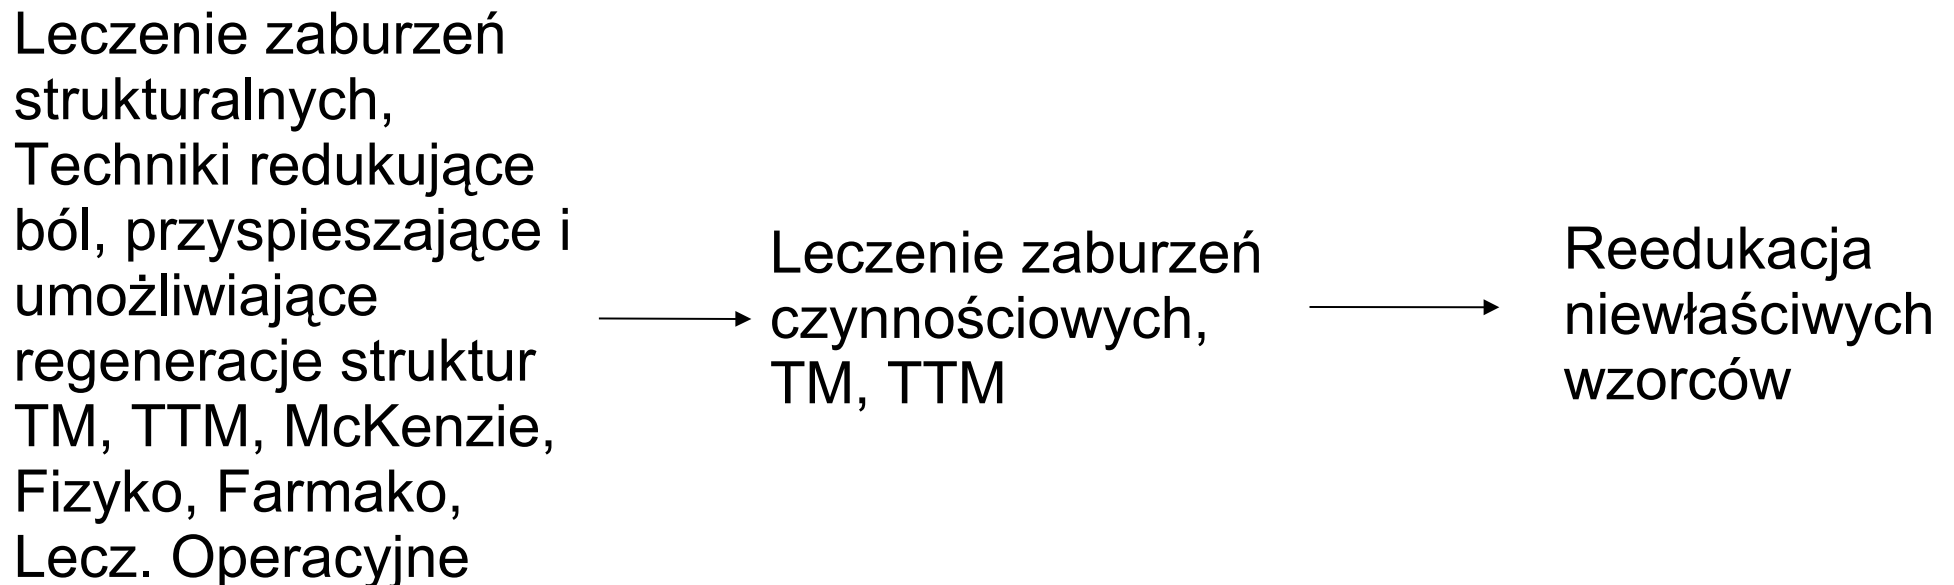 Leczenie zaburzeń
strukturalnych,
Techniki redukujące
ból, przyspieszające i
umożliwiające
regeneracje struktur
TM, TTM, McKenzie,
Fizyko, Farmako,
Lecz. Operacyjne
Leczenie zaburzeń
czynnościowych,
TM, TTM
Reedukacja
niewłaściwych
wzorców